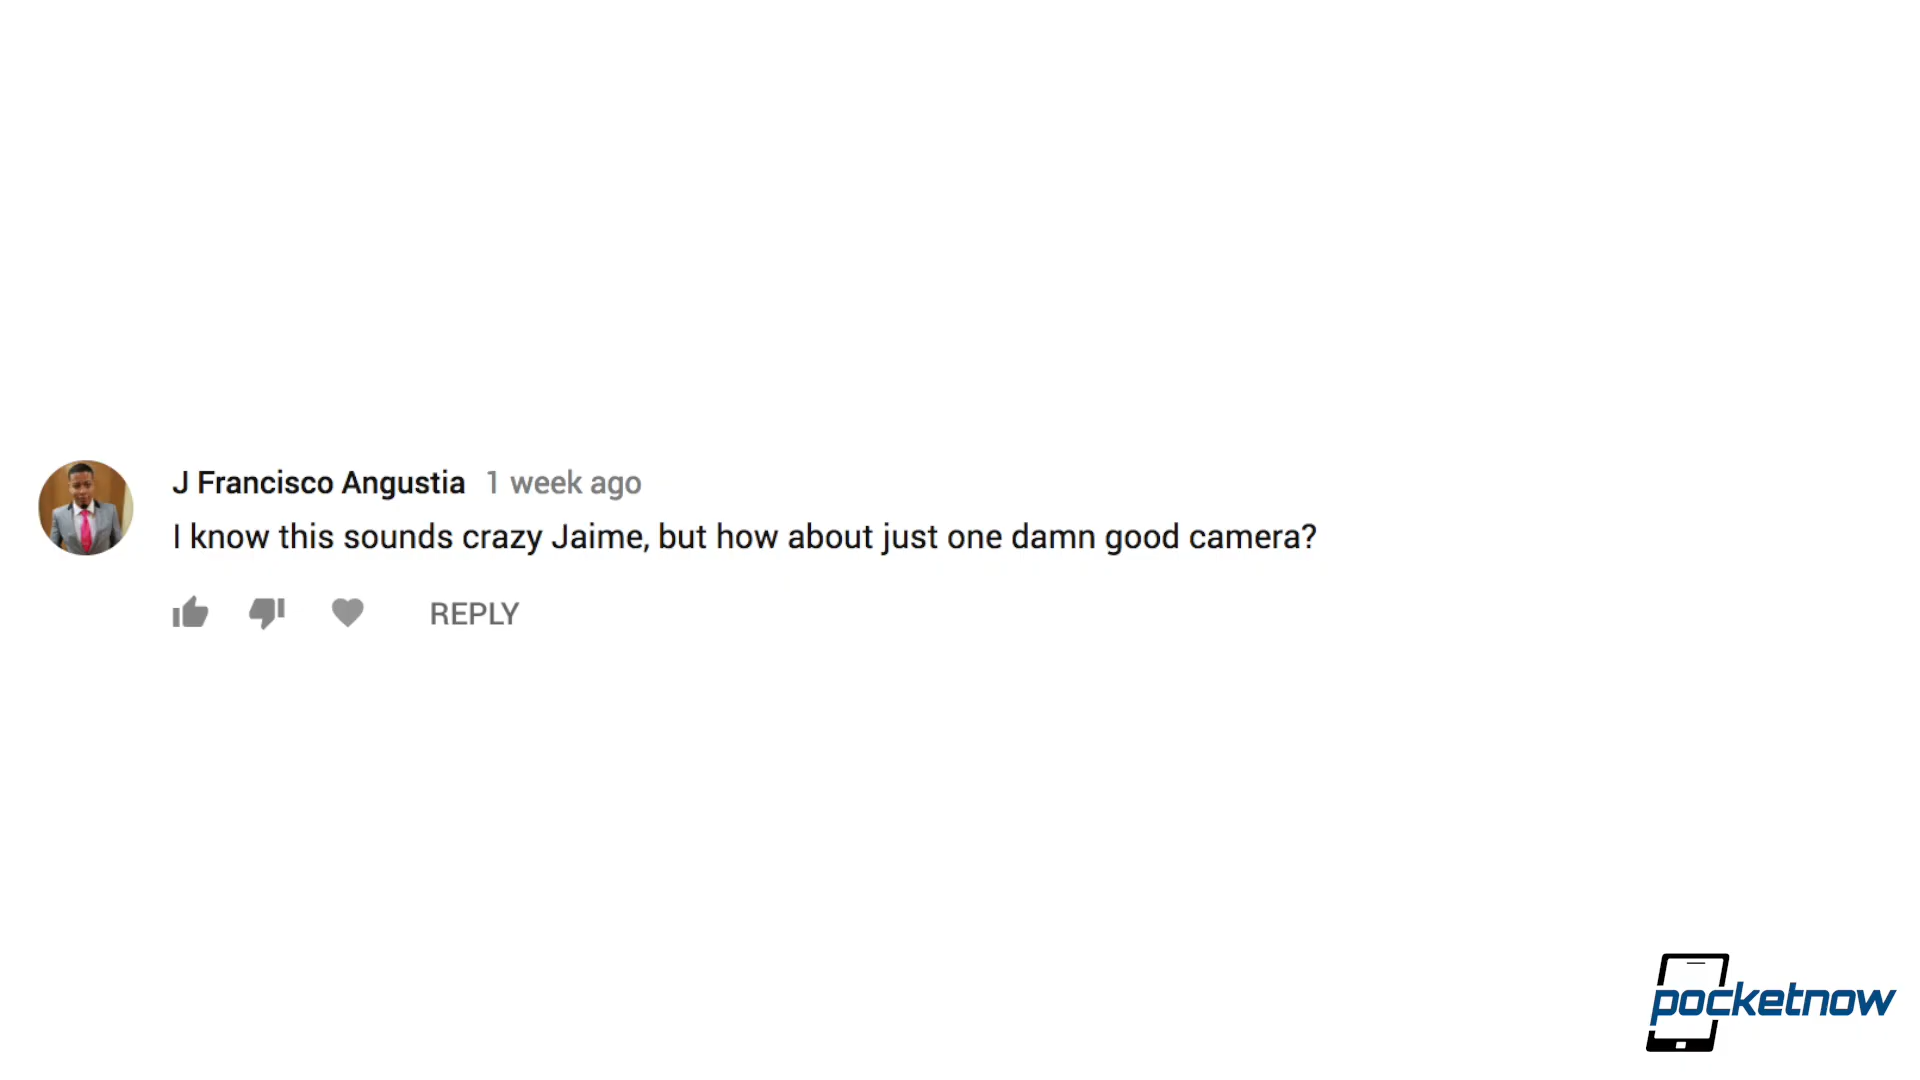 J Francisco Angustia 1 week ago
I know this sounds crazy Jaime, but how about just one damn good camera?
REPLY
pocketnow